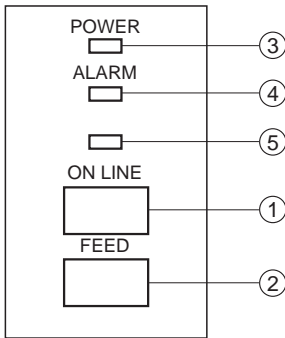 POWER ③
ALARM ④
⑤
ON LINE
①
FEED
②